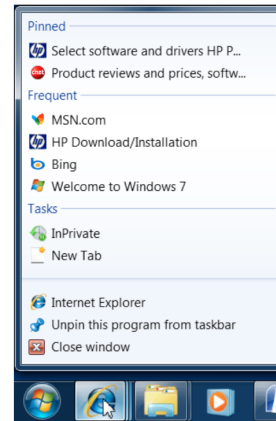 Pinned
Select software and drivers HP P...
Product reviews and prices, softw...
Frequent
MSN.com
HP Download/Installation
Bing
Welcome to Windows 7
Tasks
InPrivate
New Tab
Internet Explorer
Unpin this program from taskbar
Close window